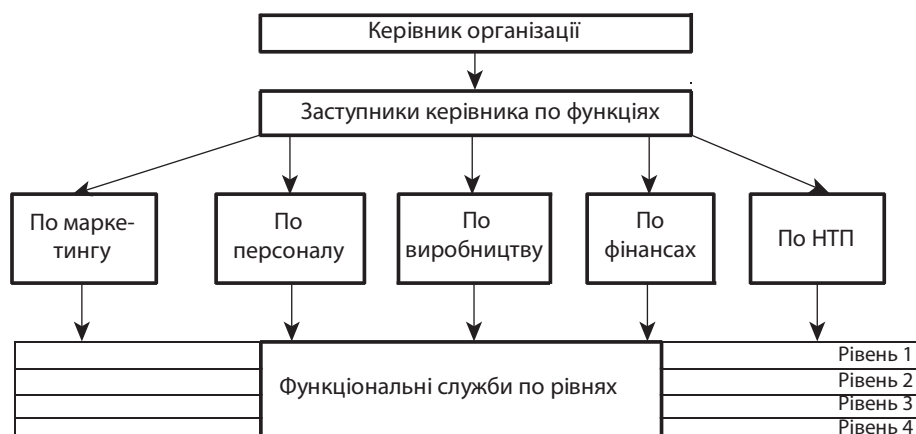 Керівник організації
Заступники керівника по функціях
По марке-
тингу
По
персоналу
По
виробництву
По
фінансах
По НТП
Функціональні служби по рівнях
Рівень 1
Рівень 2
Рівень 3
Рівень 4